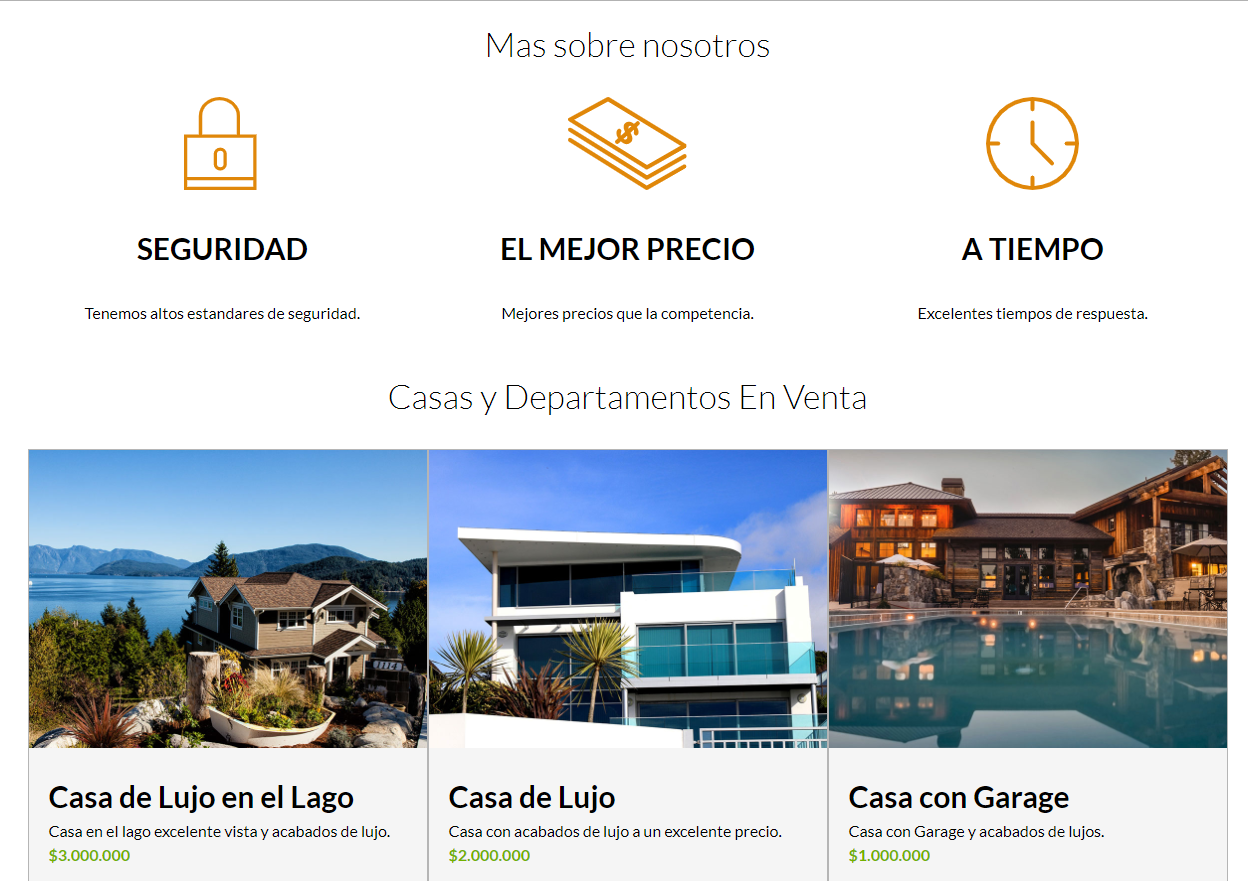 Mas sobre nosotros
SEGURIDAD
Tenemos altos estandares de seguridad.
$
EL MEJOR PRECIO
Mejores precios que la competencia.
A TIEMPO
Excelentes tiempos de respuesta.
Casas y Departamentos En Venta
1114
Casa de Lujo en el Lago
Casa en el lago excelente vista y acabados de lujo.
$3.000.000
Casa de Lujo
Casa con acabados de lujo a un excelente precio.
$2.000.000
Casa con Garage
Casa con Garage y acabados de lujos.
$1.000.000